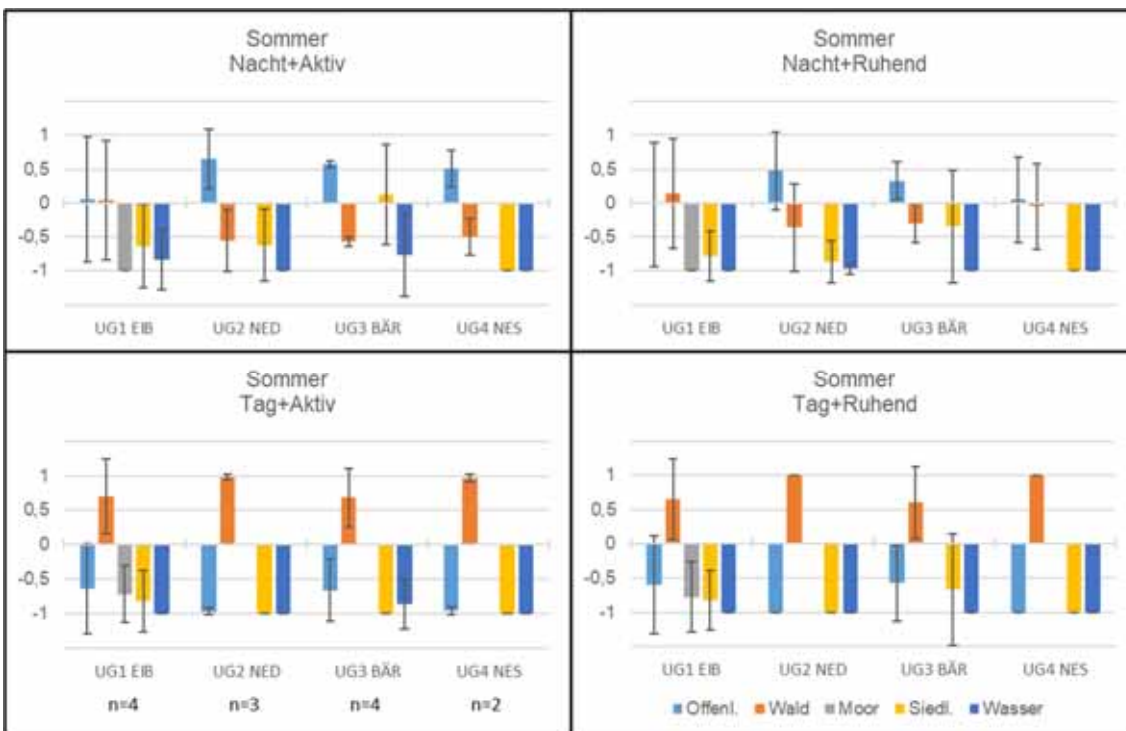 Sommer
Nacht+Aktiv
1
0,5
0
-0,5
-1
UG1 EIB UG2 NED UG3 BÄR UG4 NES
Sommer
Nacht+Ruhend
1
0,5
0
-0,5
-1
UG1 EIB UG2 NED UG3 BÄR UG4 NES
Sommer
Tag+Aktiv
1
0,5
0
-0,5
-1
UG1 EIB UG2 NED UG3 BÄR UG4 NES
n=4 n=3 n=4 n=2
Sommer
Tag+Ruhend
1
0,5
0
-0,5
-1
UG1 EIB UG2 NED UG3 BÄR UG4 NES
Offenl. Wald Moor Siedl. Wasser